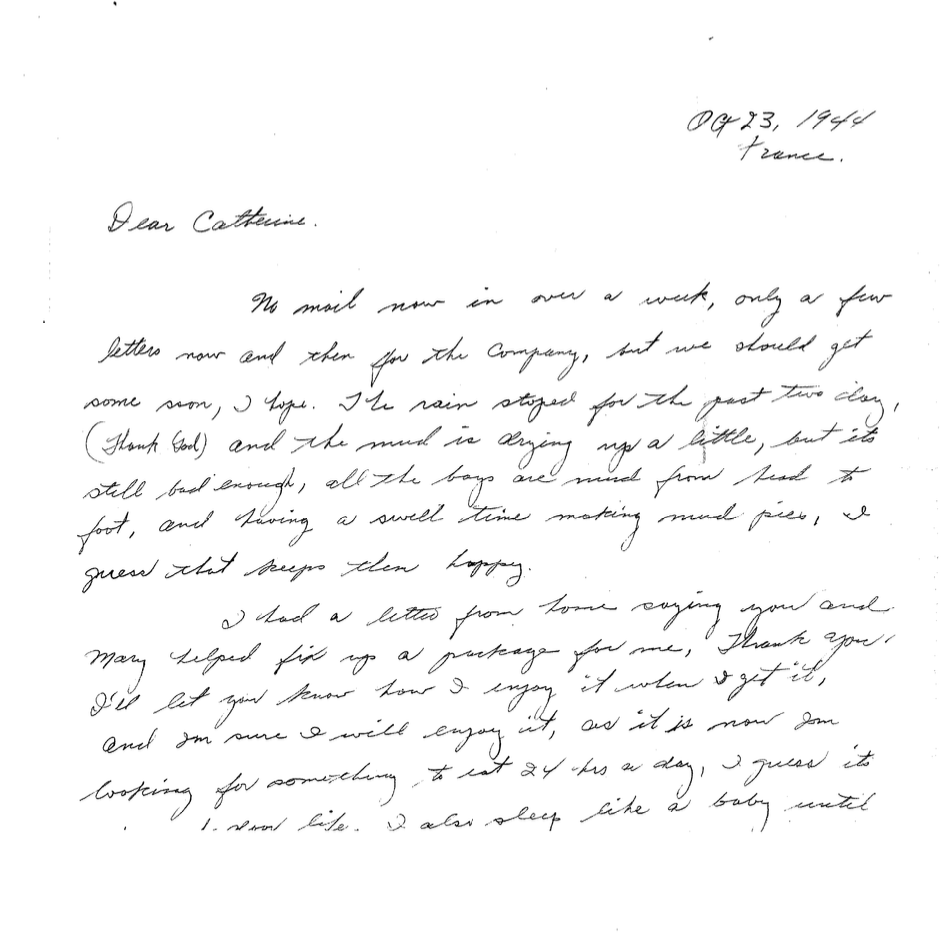 Oct 23, 1944
France.
Dear Catherine.
No mail now in over a week, only a few
letters now and then for the Company, but we should get
some soon, I hope. The rain stoped for the past two day,
(Thank God) and the mud is drying up a little, but its
still bad enough, all the boys are mud from head to
foot, and having a swell time making mud pies, I
guess that keeps them happy.
I had a letter from home saying you and
Mary helped fix up a package for me, Thank you,
I'll let you know how I enjoy it when I get it,
and Im sure I will enjoy it, as it is now Im
looking for something to eat 24 hrs a day, I guess its
life. I also sleep like a baby until